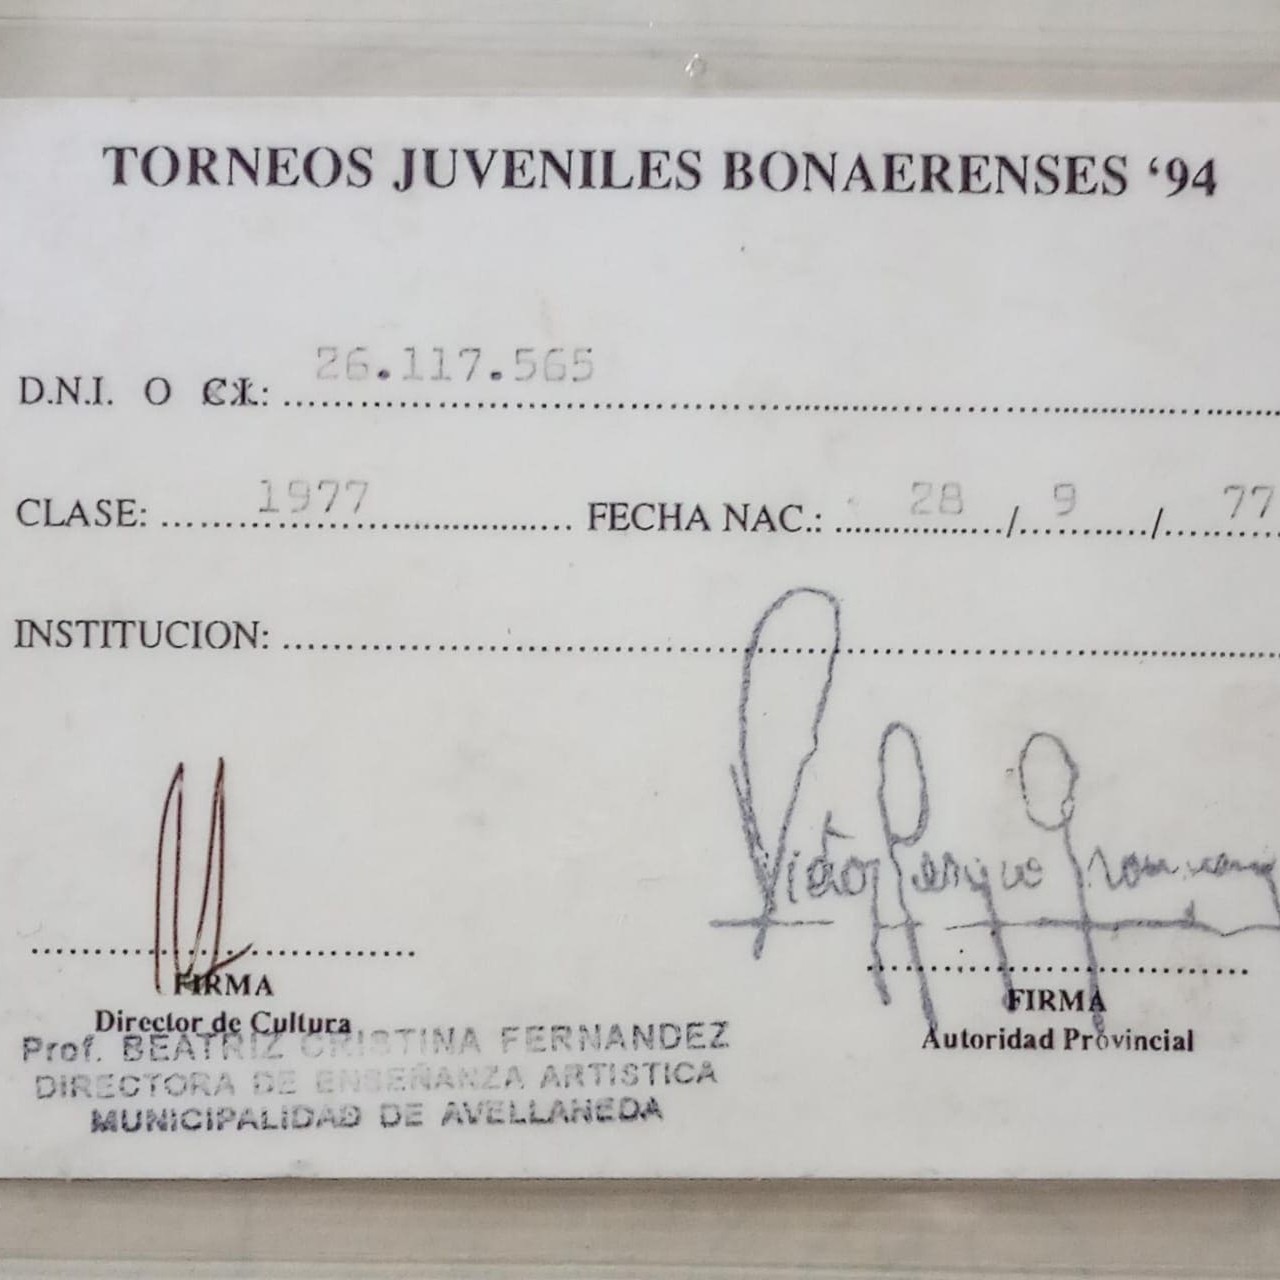 TORNEOS JUVENILES BONAERENSES ‘94
D.N.I. O C.I.: 26.117.565
CLASE: 1977 FECHA NAC.: 28 / 9 / 77
INSTITUCION:
FIRMA
Director de Cultura
Prof. BEATRIZ CRISTINA FERNANDEZ
DIRECTORA DE ENSEÑANZA ARTISTICA
MUNICIPALIDAD DE AVELLANEDA
FIRMA
Autoridad Provincial